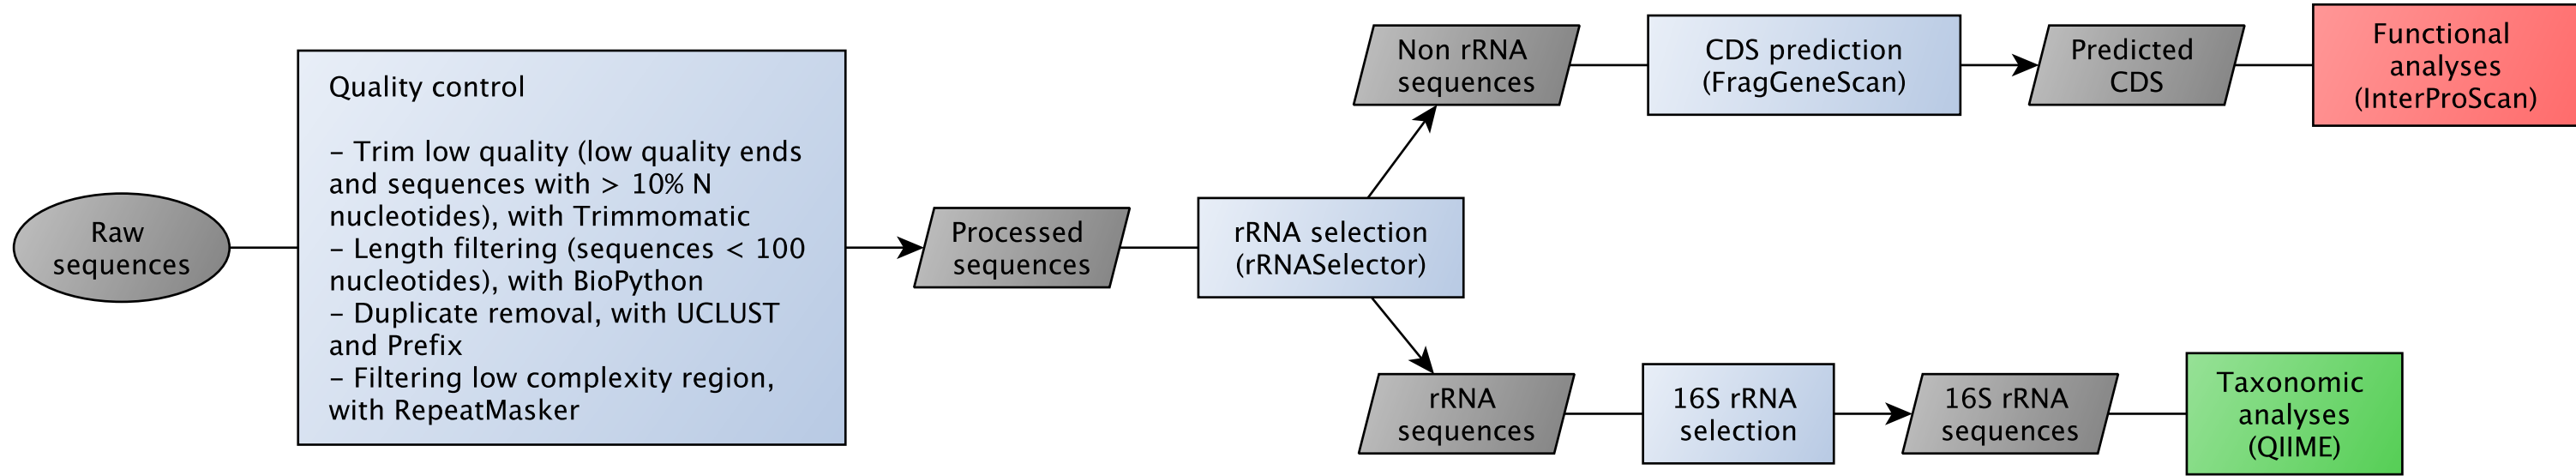 Raw
sequences
Quality control
– Trim low quality (low quality ends
and sequences with > 10% N
nucleotides), with Trimmomatic
– Length filtering (sequences < 100
nucleotides), with BioPython
– Duplicate removal, with UCLUST
and Prefix
– Filtering low complexity region,
with RepeatMasker
Processed
sequences
rRNA selection
(rRNASelector)
Non rRNA
sequences
CDS prediction
(FragGeneScan)
Predicted
CDS
Functional
analyses
(InterProScan)
rRNA
sequences
16S rRNA
selection
16S rRNA
sequences
Taxonomic
analyses
(QIIME)